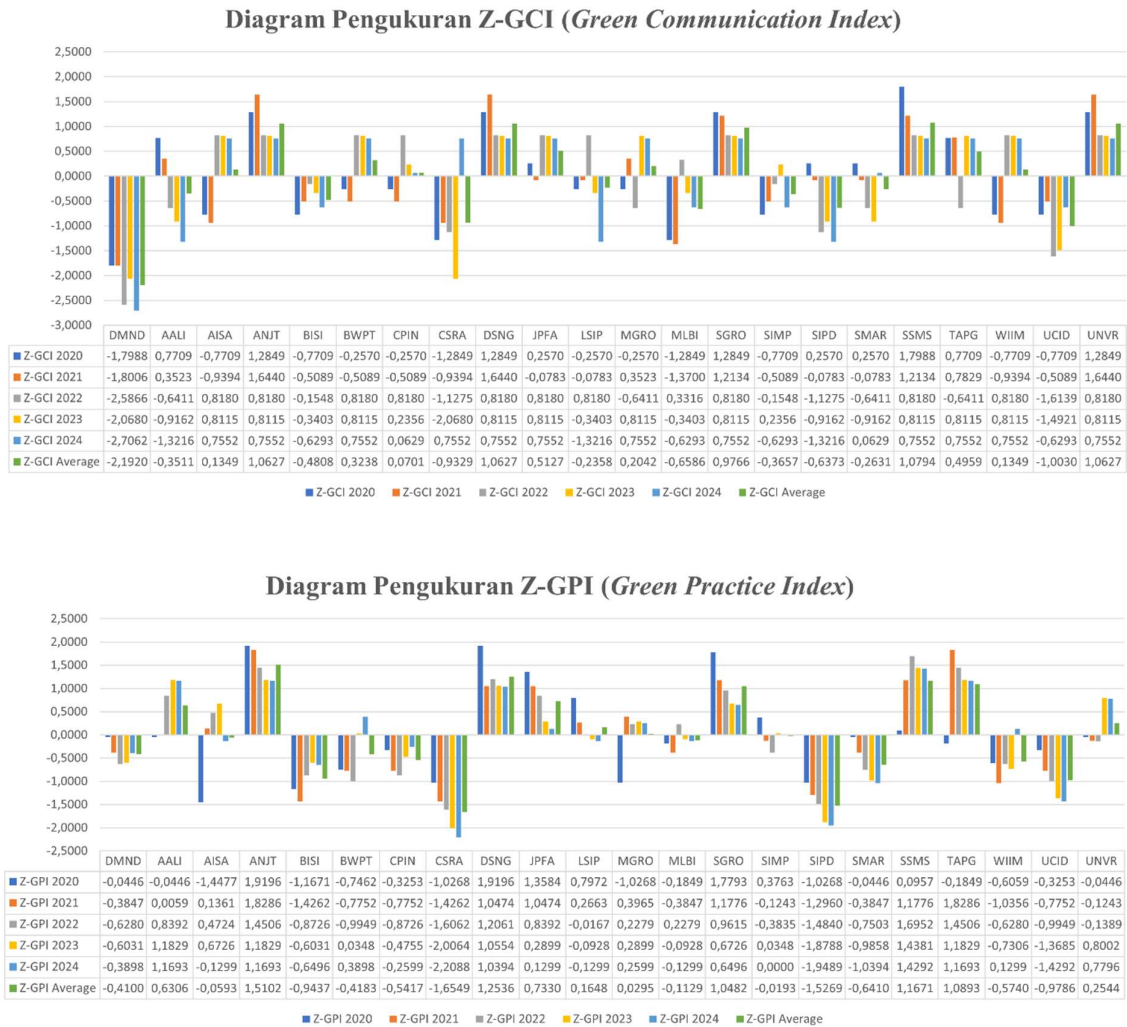 Diagram Pengukuran Z-GCI (Green Communication Index)
2,5000
2,0000
1,5000
1,0000
0,5000
0,0000
-0,5000
-1,0000
-1,5000
-2,0000
-2,5000
-3,0000
DMND AALI AISA ANJT BISI BWPT CPIN CSRA DSNG JPFA LSIP MGRO MLBI SGRO SIMP SIPD SMAR SSMS TAPG WIIM UCID UNVR
Z-GCI 2020 -1,7988 0,7709 -0,7709 1,2849 -0,7709 -0,2570 -0,2570 -1,2849 1,2849 0,2570 -0,2570 -0,2570 -1,2849 1,2849 -0,7709 0,2570 0,2570 1,7988 0,7709 -0,7709 -0,7709 1,2849
Z-GCI 2021 -1,8006 0,3523 -0,9394 1,6440 -0,5089 -0,5089 -0,5089 -0,9394 1,6440 -0,0783 -0,0783 0,3523 -1,3700 1,2134 -0,5089 -0,0783 -0,0783 1,2134 0,7829 -0,9394 -0,5089 1,6440
Z-GCI 2022 -2,5866 -0,6411 0,8180 0,8180 -0,1548 0,8180 0,8180 -1,1275 0,8180 0,8180 0,8180 -0,6411 0,3316 0,8180 -0,1548 -1,1275 -0,6411 0,8180 -0,6411 0,8180 -1,6139 0,8180
Z-GCI 2023 -2,0680 -0,9162 0,8115 0,8115 -0,3403 0,8115 0,2356 -2,0680 0,8115 0,8115 -0,3403 0,8115 -0,3403 0,8115 0,2356 -0,9162 -0,9162 0,8115 0,8115 0,8115 -1,4921 0,8115
Z-GCI 2024 -2,7062 -1,3216 0,7552 0,7552 -0,6293 0,7552 0,0629 0,7552 0,7552 0,7552 -1,3216 0,7552 -0,6293 0,7552 -0,6293 -1,3216 0,0629 0,7552 0,7552 0,7552 -0,6293 0,7552
Z-GCI Average -2,1920 -0,3511 0,1349 1,0627 -0,4808 0,3238 0,0701 -0,9329 1,0627 0,5127 -0,2358 0,2042 -0,6586 0,9766 -0,3657 -0,6373 -0,2631 1,0794 0,4959 0,1349 -1,0030 1,0627
Z-GCI 2020 Z-GCI 2021 Z-GCI 2022 Z-GCI 2023 Z-GCI 2024 Z-GCI Average
Diagram Pengukuran Z-GPI (Green Practice Index)
2,5000
2,0000
1,5000
1,0000
0,5000
0,0000
-0,5000
-1,0000
-1,5000
-2,0000
-2,5000
DMND AALI AISA ANJT BISI BWPT CPIN CSRA DSNG JPFA LSIP MGRO MLBI SGRO SIMP SIPD SMAR SSMS TAPG WIIM UCID UNVR
Z-GPI 2020 -0,0446 -0,0446 -1,4477 1,9196 -1,1671 -0,7462 -0,3253 -1,0268 1,9196 1,3584 0,7972 -1,0268 -0,1849 1,7793 0,3763 -1,0268 -0,0446 0,0957 -0,1849 -0,6059 -0,3253 -0,0446
Z-GPI 2021 -0,3847 0,0059 0,1361 1,8286 -1,4262 -0,7752 -0,7752 -1,4262 1,0474 1,0474 0,2663 0,3965 -0,3847 1,1776 -0,1243 -1,2960 -0,3847 1,1776 1,8286 -1,0356 -0,7752 -0,1243
Z-GPI 2022 -0,6280 0,8392 0,4724 1,4506 -0,8726 -0,9949 -0,8726 -1,6062 1,2061 0,8392 -0,0167 0,2279 0,2279 0,9615 -0,3835 -1,4840 -0,7503 1,6952 1,4506 -0,6280 -0,9949 -0,1389
Z-GPI 2023 -0,6031 1,1829 0,6726 1,1829 -0,6031 0,0348 -0,4755 -2,0064 1,0554 0,2899 -0,0928 0,2899 -0,0928 0,6726 0,0348 -1,8788 -0,9858 1,4381 1,1829 -0,7306 -1,3685 0,8002
Z-GPI 2024 -0,3898 1,1693 -0,1299 1,1693 -0,6496 0,3898 -0,2599 -2,2088 1,0394 0,1299 -0,1299 0,2599 -0,1299 0,6496 0,0000 -1,9489 -1,0394 1,4292 1,1693 0,1299 -1,4292 0,7796
Z-GPI Average -0,4100 0,6306 -0,0593 1,5102 -0,9437 -0,4183 -0,5417 -1,6549 1,2536 0,7330 0,1648 0,0295 -0,1129 1,0482 -0,0193 -1,5269 -0,6410 1,1671 1,0893 -0,5740 -0,9786 0,2544
Z-GPI 2020 Z-GPI 2021 Z-GPI 2022 Z-GPI 2023 Z-GPI 2024 Z-GPI Average